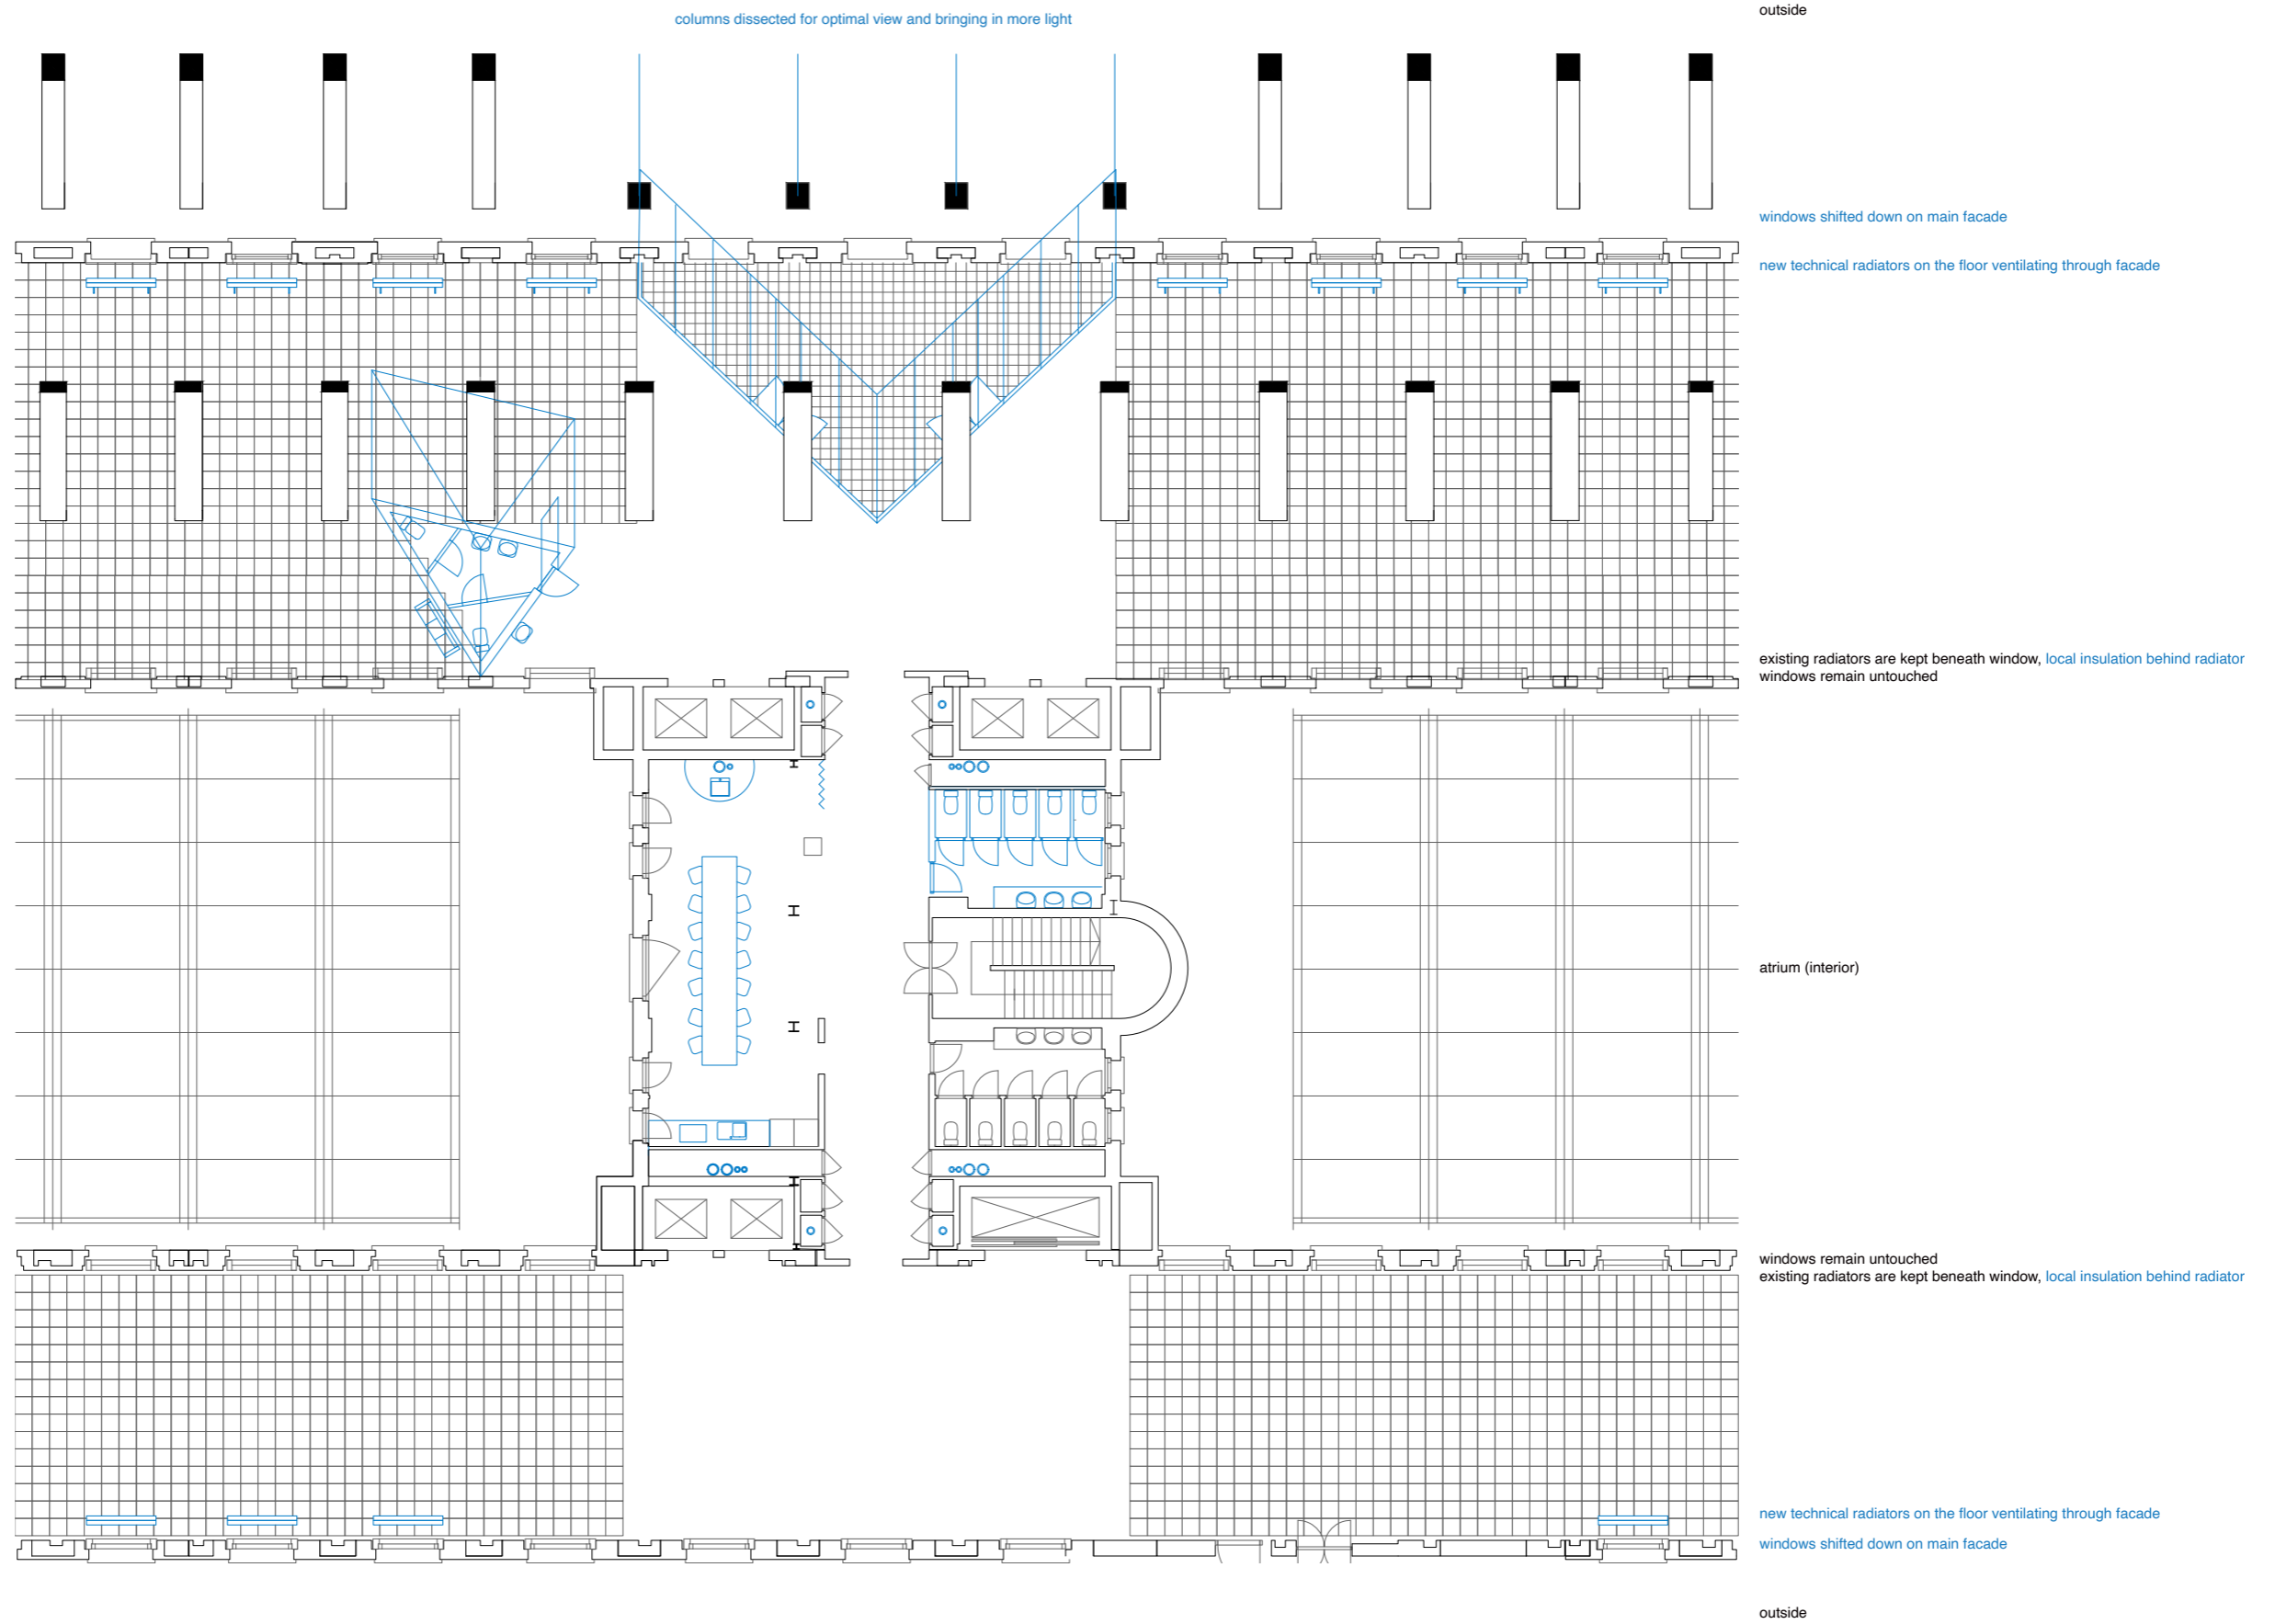 columns dissected for optimal view and bringing in more light
outside
windows shifted down on main facade
new technical radiators on the floor ventilating through facade
existing radiators are kept beneath window, local insulation behind radiator
windows remain untouched
atrium (interior)
windows remain untouched
existing radiators are kept beneath window, local insulation behind radiator
new technical radiators on the floor ventilating through facade
windows shifted down on main facade
outside